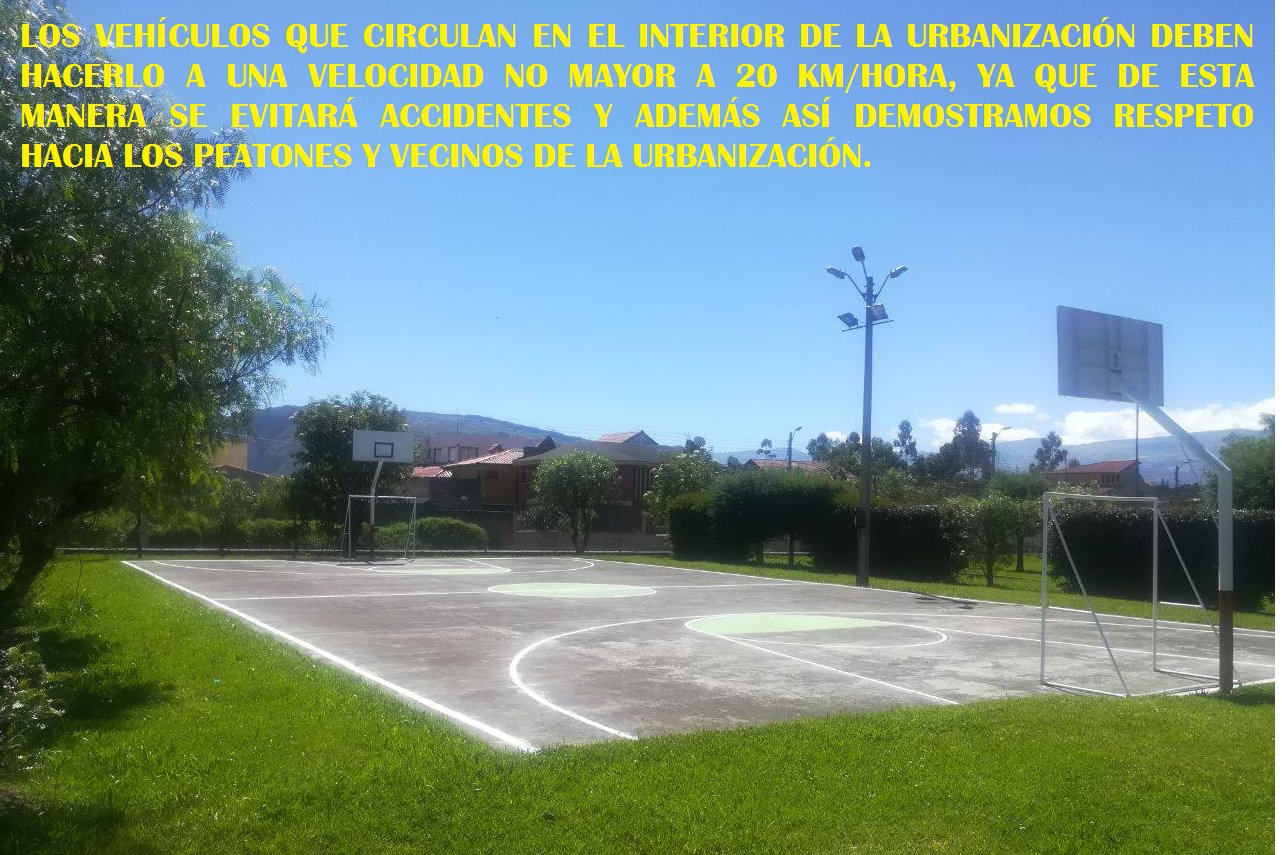 LOS VEHÍCULOS QUE CIRCULAN EN EL INTERIOR DE LA URBANIZACIÓN DEBEN
HACERLO A UNA VELOCIDAD NO MAYOR A 20 KM/HORA, YA QUE DE ESTA
MANERA SE EVITARÁ ACCIDENTES Y ADEMÁS ASÍ DEMOSTRAMOS RESPETO
HACIA LOS PEATONES Y VECINOS DE LA URBANIZACIÓN.